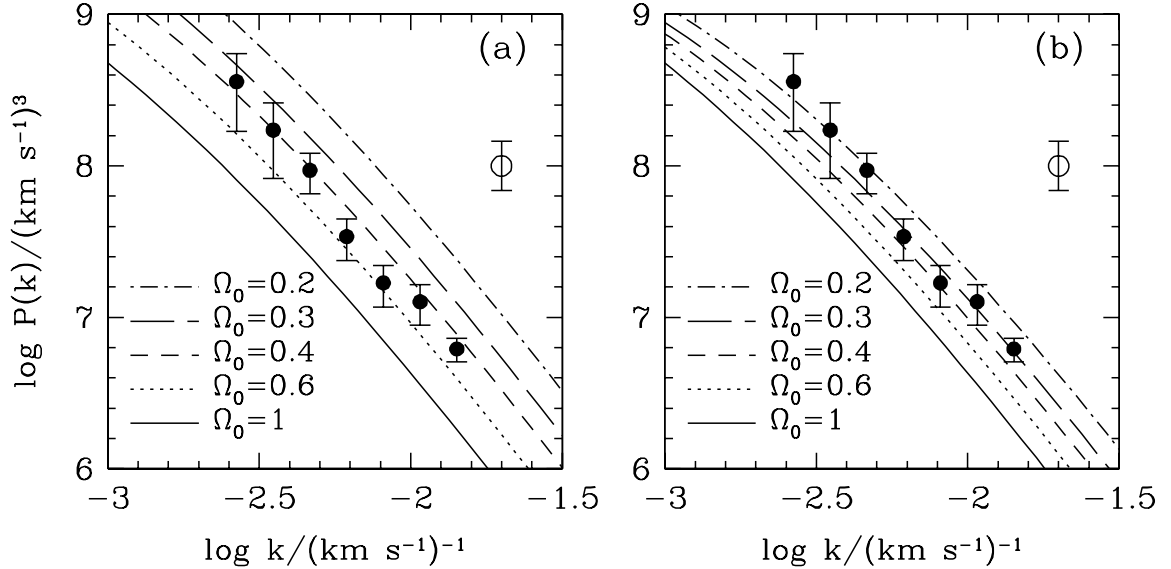 (a)
9
8
7
6
log P(k)/(km s⁻¹)³
Ω₀=0.2
Ω₀=0.3
Ω₀=0.4
Ω₀=0.6
Ω₀=1
−3 −2.5 −2 −1.5
log k/(km s⁻¹)⁻¹
(b)
9
8
7
6
Ω₀=0.2
Ω₀=0.3
Ω₀=0.4
Ω₀=0.6
Ω₀=1
−3 −2.5 −2 −1.5
log k/(km s⁻¹)⁻¹